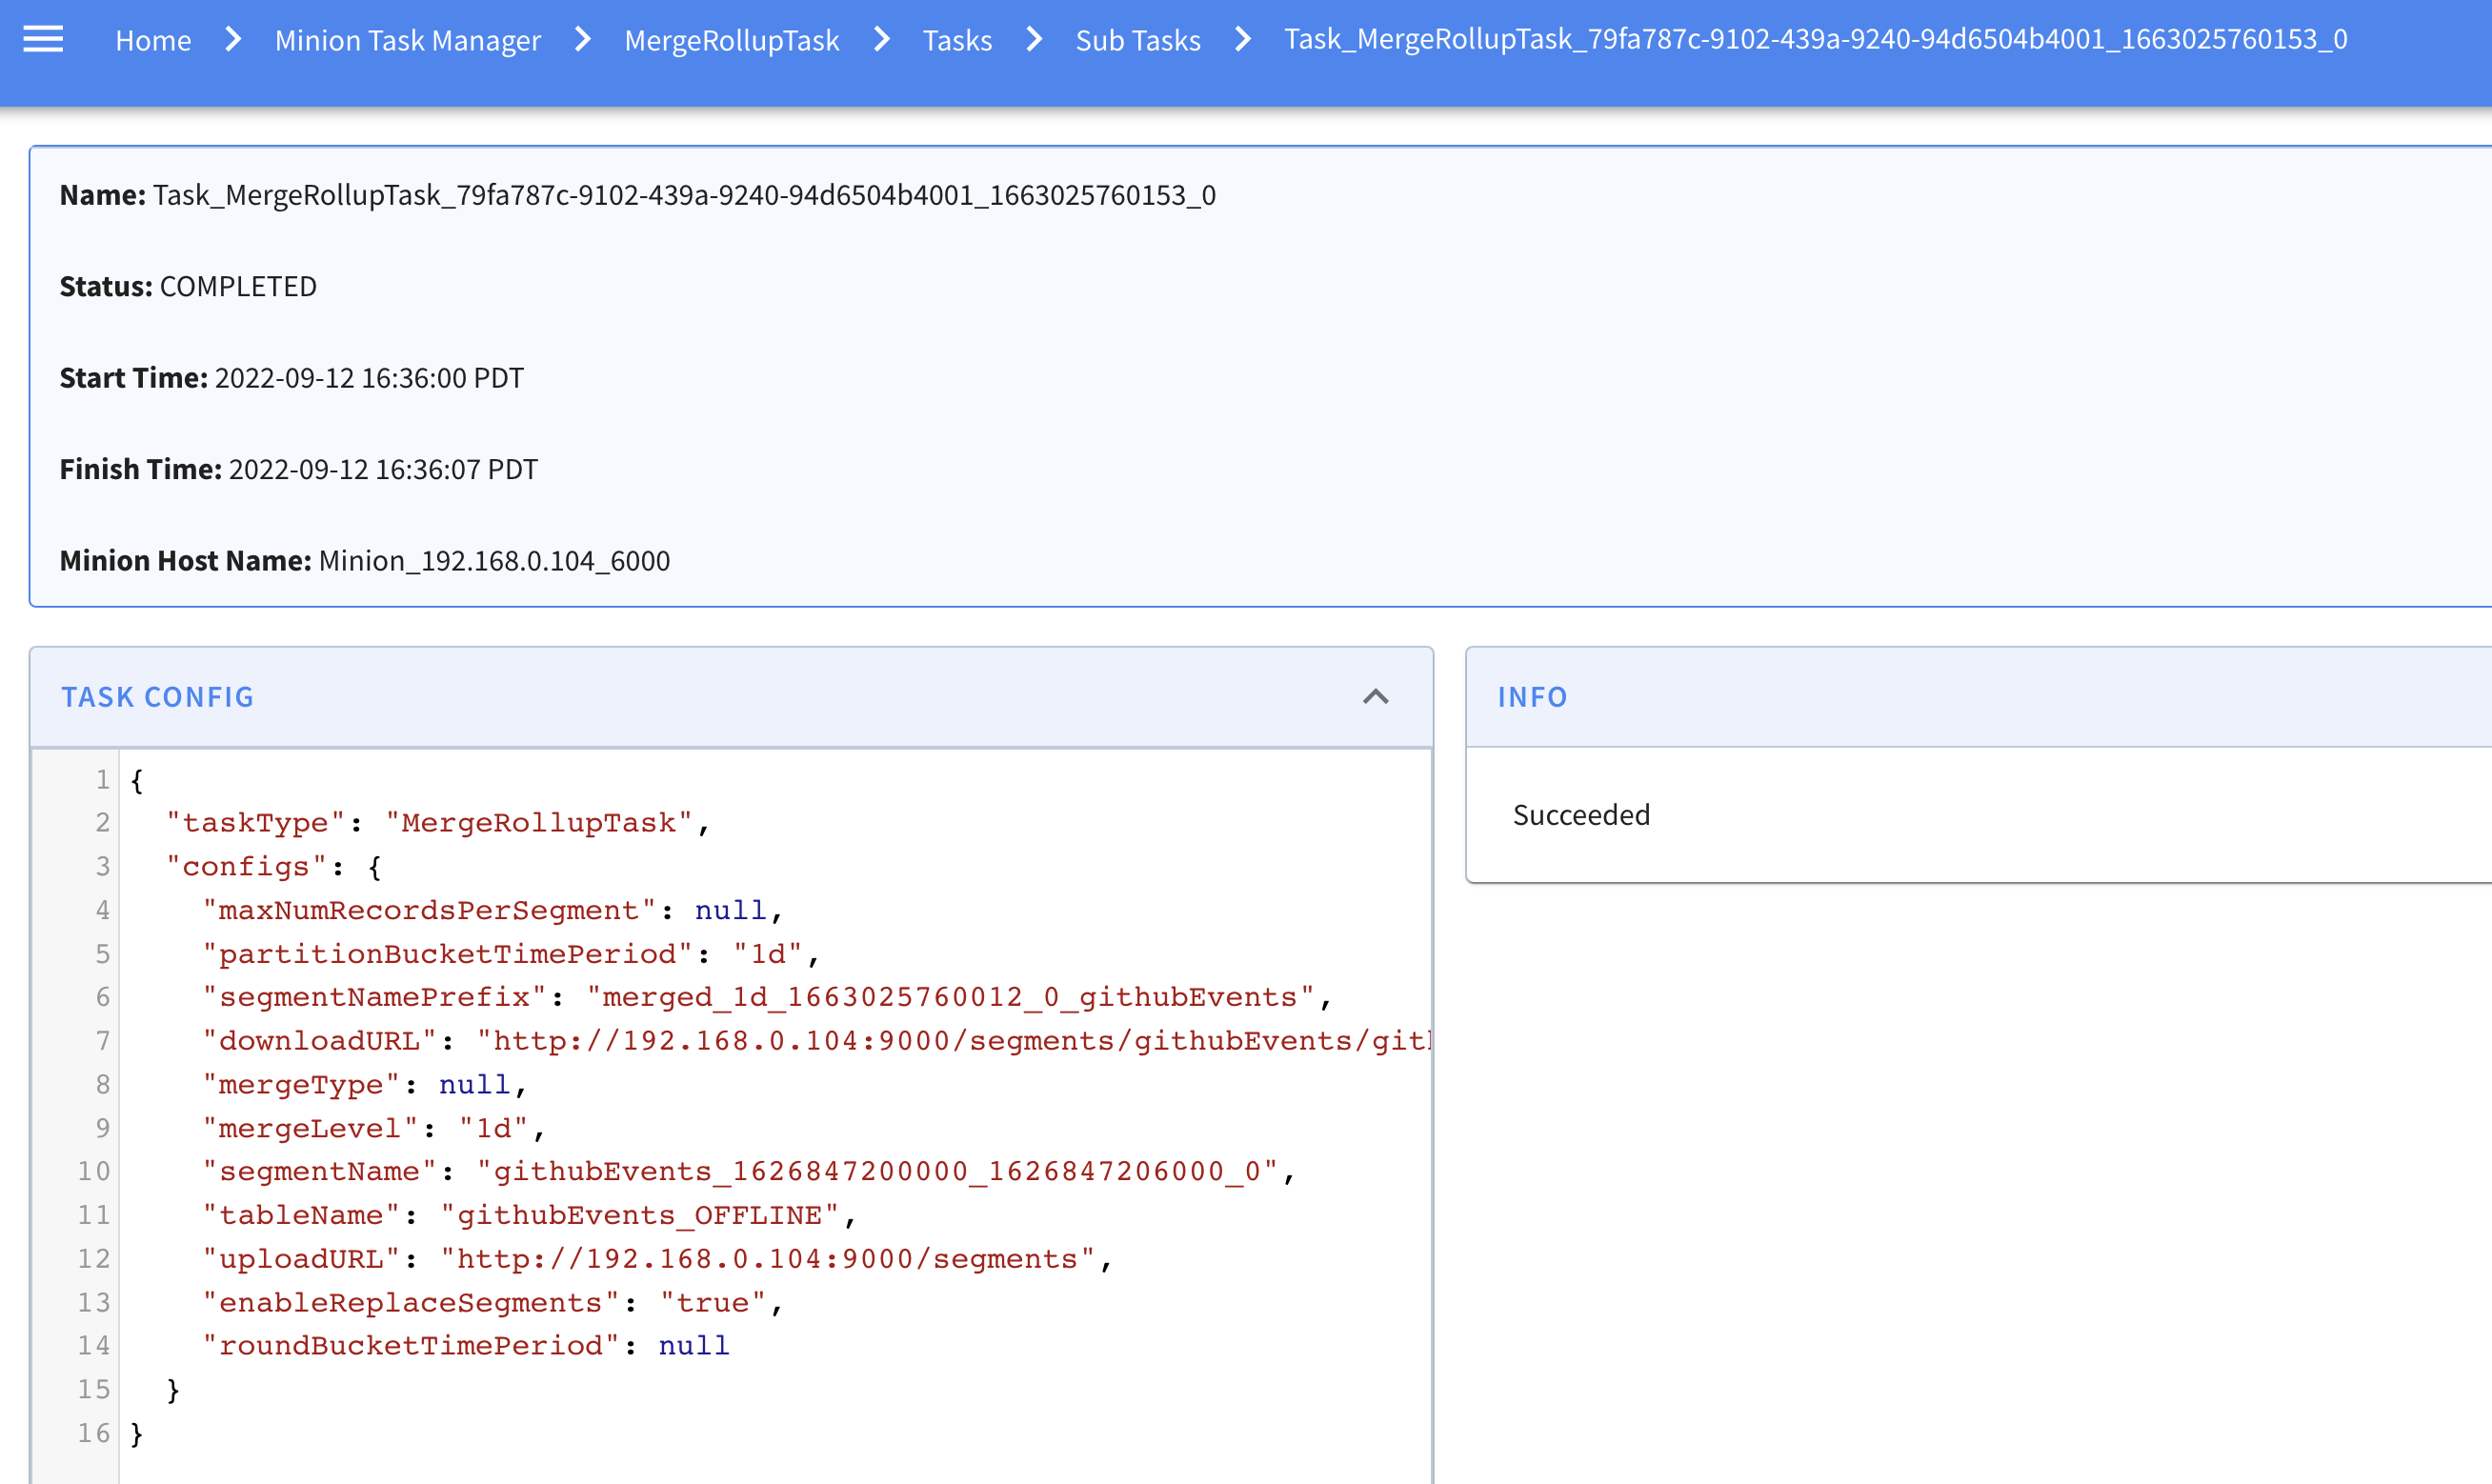 Home > Minion Task Manager > MergeRollupTask > Tasks > Sub Tasks > Task_MergeRollupTask_79fa787c-9102-439a-9240-94d6504b4001_1663025760153_0
Name: Task_MergeRollupTask_79fa787c-9102-439a-9240-94d6504b4001_1663025760153_0
Status: COMPLETED
Start Time: 2022-09-12 16:36:00 PDT
Finish Time: 2022-09-12 16:36:07 PDT
Minion Host Name: Minion_192.168.0.104_6000
TASK CONFIG
1 {
2 "taskType": "MergeRollupTask",
3 "configs": {
4 "maxNumRecordsPerSegment": null,
5 "partitionBucketTimePeriod": "1d",
6 "segmentNamePrefix": "merged_1d_1663025760012_0_githubEvents",
7 "downloadURL": "http://192.168.0.104:9000/segments/githubEvents/git
8 "mergeType": null,
9 "mergeLevel": "1d",
10 "segmentName": "githubEvents_1626847200000_1626847206000_0",
11 "tableName": "githubEvents_OFFLINE",
12 "uploadURL": "http://192.168.0.104:9000/segments",
13 "enableReplaceSegments": "true",
14 "roundBucketTimePeriod": null
15 }
16 }
INFO
Succeeded